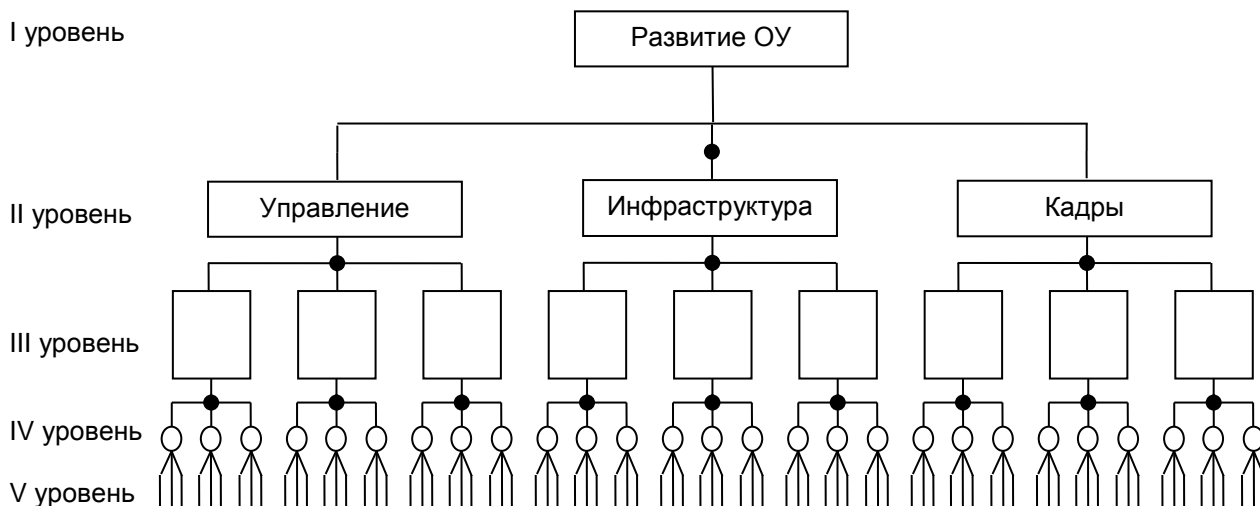 I уровень
Развитие ОУ
II уровень
Управление
Инфраструктура
Кадры
III уровень
IV уровень
V уровень